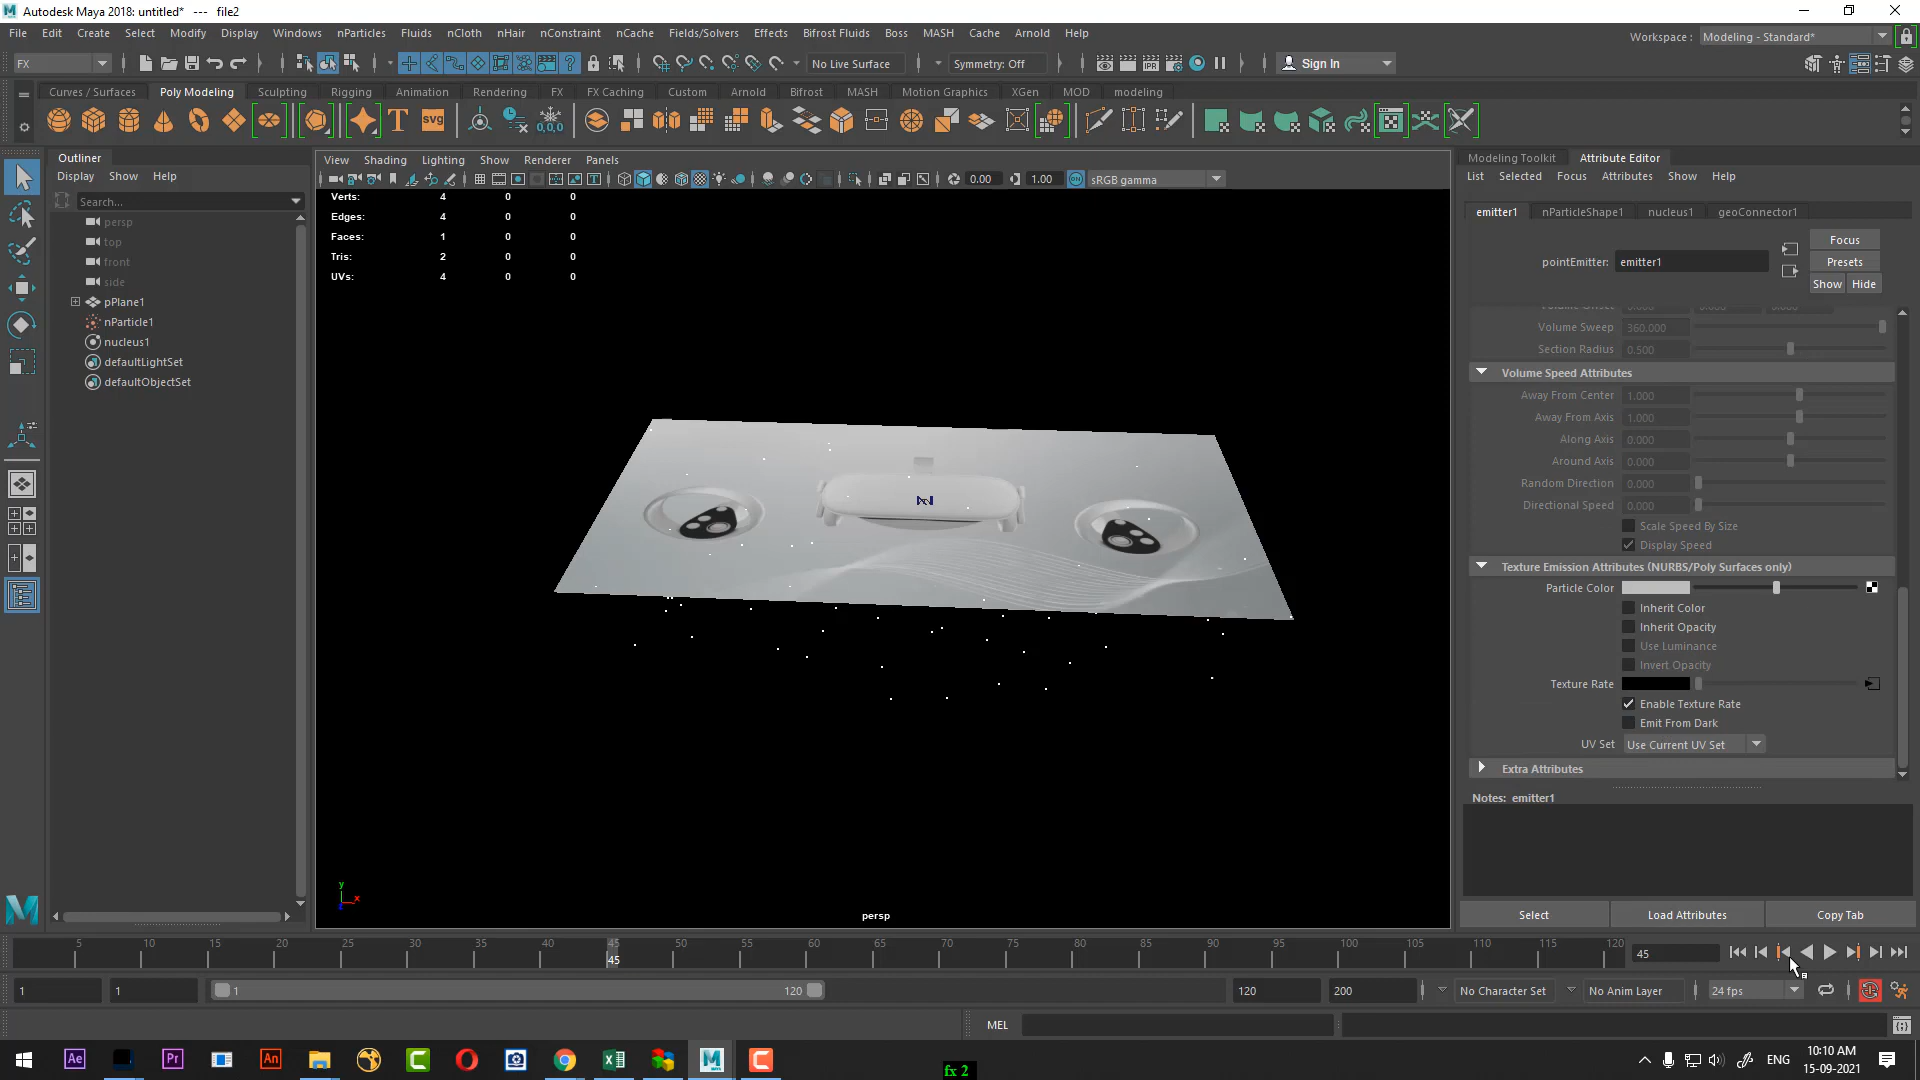 Autodesk Maya 2018: untitled* --- file2
File Edit Create Select Modify Display Windows nParticles Fluids nCloth nHair nConstraint nCache Fields/Solvers Effects Bifrost Fluids Boss MASH Cache Arnold Help
Workspace : Modeling - Standard*
FX No Live Surface Symmetry: Off Sign In
Curves / Surfaces Poly Modeling Sculpting Rigging Animation Rendering FX FX Caching Custom Arnold Bifrost MASH Motion Graphics XGen MOD modeling
T SVG 0,0,0
Outliner
Display Show Help
Search...
persp
top
front
side
pPlane1
nParticle1
nucleus1
defaultLightSet
defaultObjectSet
View Shading Lighting Show Renderer Panels
0.00 1.00 sRGB gamma
Verts: 4 0 0
Edges: 4 0 0
Faces: 1 0 0
Tris: 2 0 0
UVs: 4 0 0
N
y
x
persp
Modeling Toolkit Attribute Editor
List Selected Focus Attributes Show Help
emitter1 nParticleShape1 nucleus1 geoConnector1
Focus
pointEmitter: emitter1 Presets
Show Hide
Volume Sweep 360.000
Section Radius 0.500
Volume Speed Attributes
Away From Center 1.000
Away From Axis 1.000
Along Axis 0.000
Around Axis 0.000
Random Direction 0.000
Directional Speed 0.000
Scale Speed By Size
Display Speed
Texture Emission Attributes (NURBS/Poly Surfaces only)
Particle Color
Inherit Color
Inherit Opacity
Use Luminance
Invert Opacity
Texture Rate
Enable Texture Rate
Emit From Dark
UV Set Use Current UV Set
Extra Attributes
Notes: emitter1
Select Load Attributes Copy Tab
5 10 15 20 25 30 35 40 45 50 55 60 65 70 75 80 85 90 95 100 105 110 115 120
45 45
1 1 1 120 120 200 No Character Set No Anim Layer 24 fps
MEL
Ae Pr An
fx 2
ENG
10:10 AM
15-09-2021